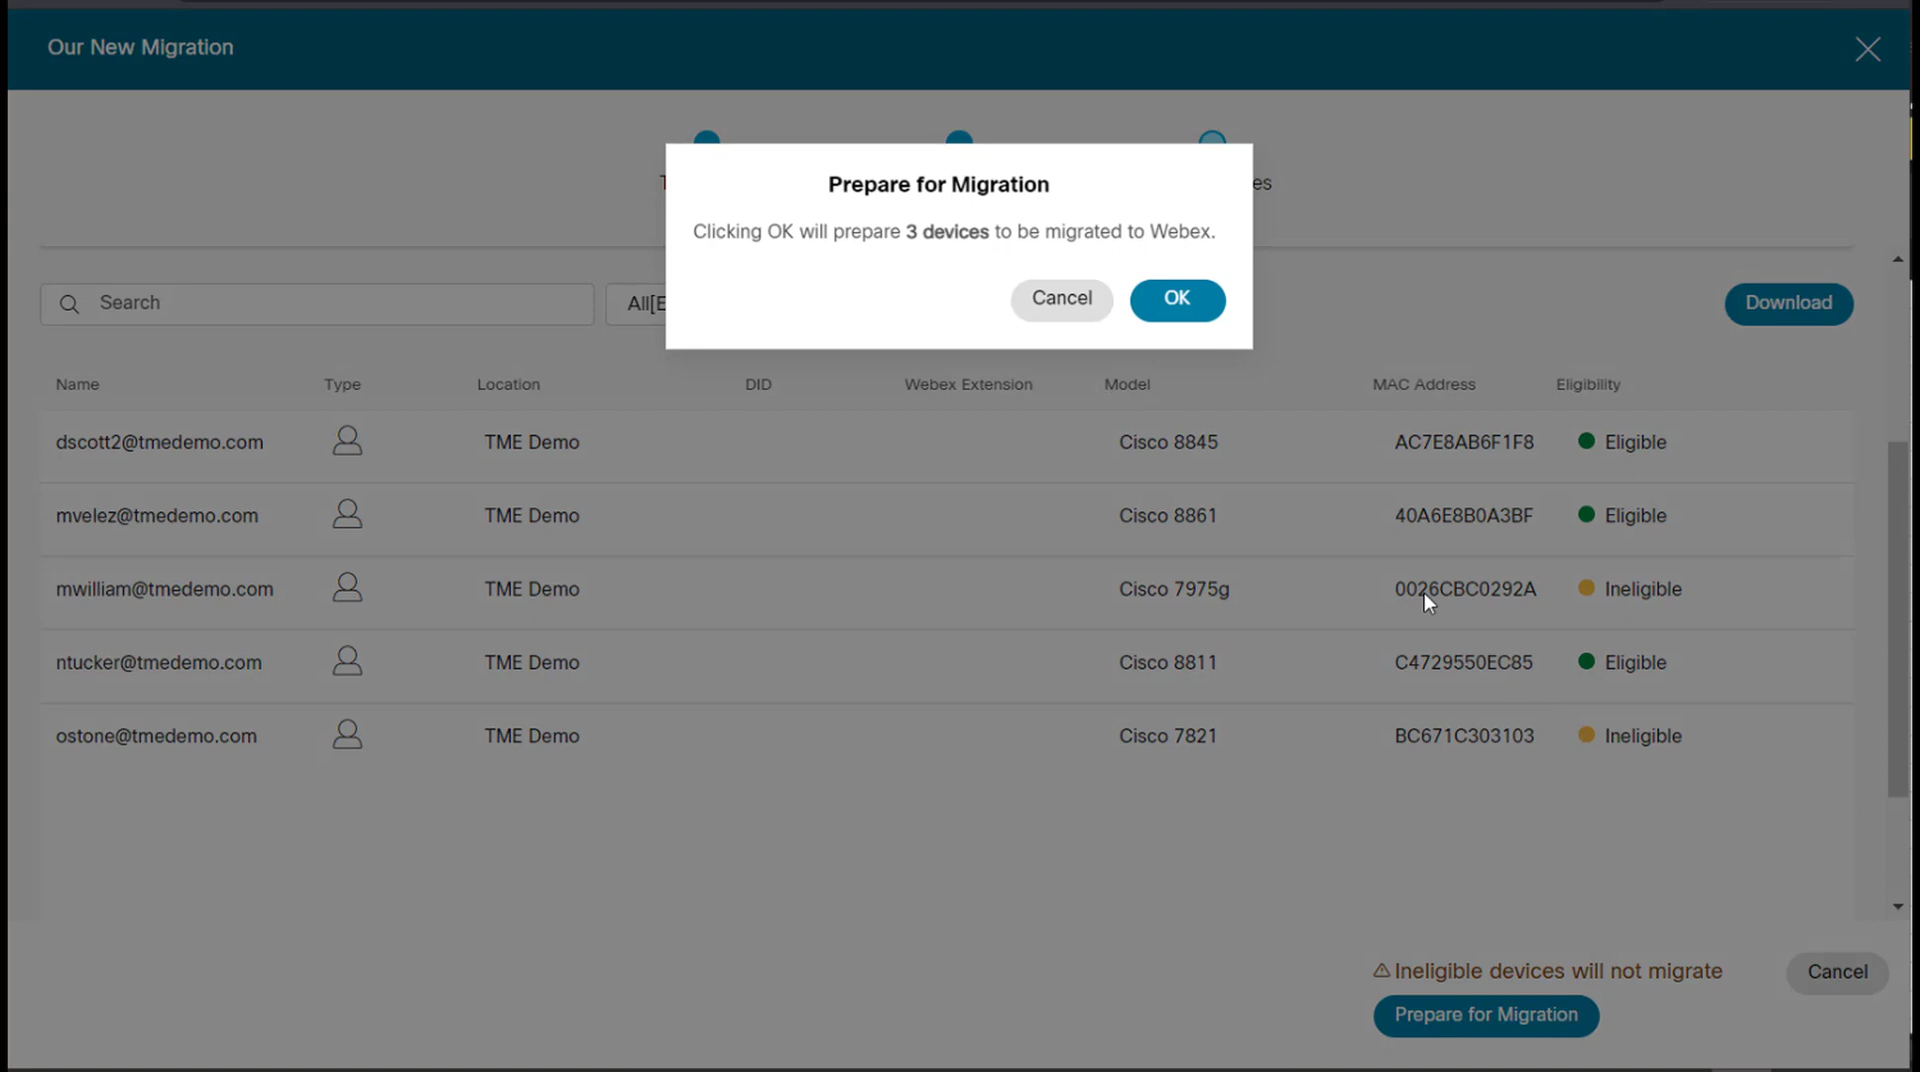 Our New Migration
Prepare for Migration
Clicking OK will prepare 3 devices to be migrated to Webex.
Cancel OK
Search
All[E
Download
Name Type Location DID Webex Extension Model MAC Address Eligibility
dscott2@tmedemo.com TME Demo Cisco 8845 AC7E8AB6F1F8 Eligible
mvelez@tmedemo.com TME Demo Cisco 8861 40A6E8B0A3BF Eligible
mwilliam@tmedemo.com TME Demo Cisco 7975g 0026CBC0292A Ineligible
ntucker@tmedemo.com TME Demo Cisco 8811 C4729550EC85 Eligible
ostone@tmedemo.com TME Demo Cisco 7821 BC671C303103 Ineligible
Ineligible devices will not migrate
Cancel
Prepare for Migration